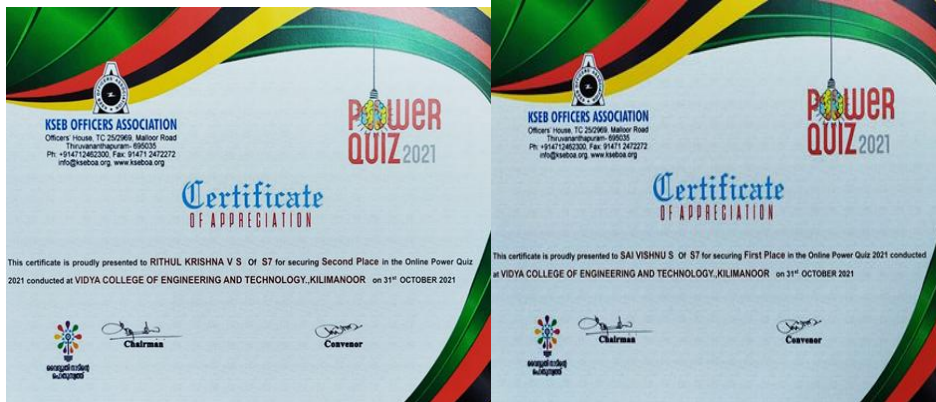 KSEB OFFICERS ASSOCIATION
Officers' House, TC 25/2969, Malloor Road
Thiruvananthapuram- 695035
Ph: +914712462300, Fax: 91471 2472272
info@kseboa.org, www.kseboa.org
POWER
QUIZ 2021
Certificate
OF APPRECIATION
This certificate is proudly presented to RITHUL KRISHNA V S Of S7 for securing Second Place in the Online Power Quiz
2021 conducted at VIDYA COLLEGE OF ENGINEERING AND TECHNOLOGY.,KILIMANOOR on 31st OCTOBER 2021
Chairman
Convenor
വൈദ്യുതി നാടിന്റെ
പൊതുസ്വത്ത്
KSEB OFFICERS ASSOCIATION
Officers' House, TC 25/2969, Malloor Road
Thiruvananthapuram- 695035
Ph: +914712462300, Fax: 91471 2472272
info@kseboa.org, www.kseboa.org
POWER
QUIZ 2021
Certificate
OF APPRECIATION
This certificate is proudly presented to SAI VISHNU S Of S7 for securing First Place in the Online Power Quiz 2021 conducted
at VIDYA COLLEGE OF ENGINEERING AND TECHNOLOGY.,KILIMANOOR on 31st OCTOBER 2021
Chairman
Convenor
വൈദ്യുതി നാടിന്റെ
പൊതുസ്വത്ത്